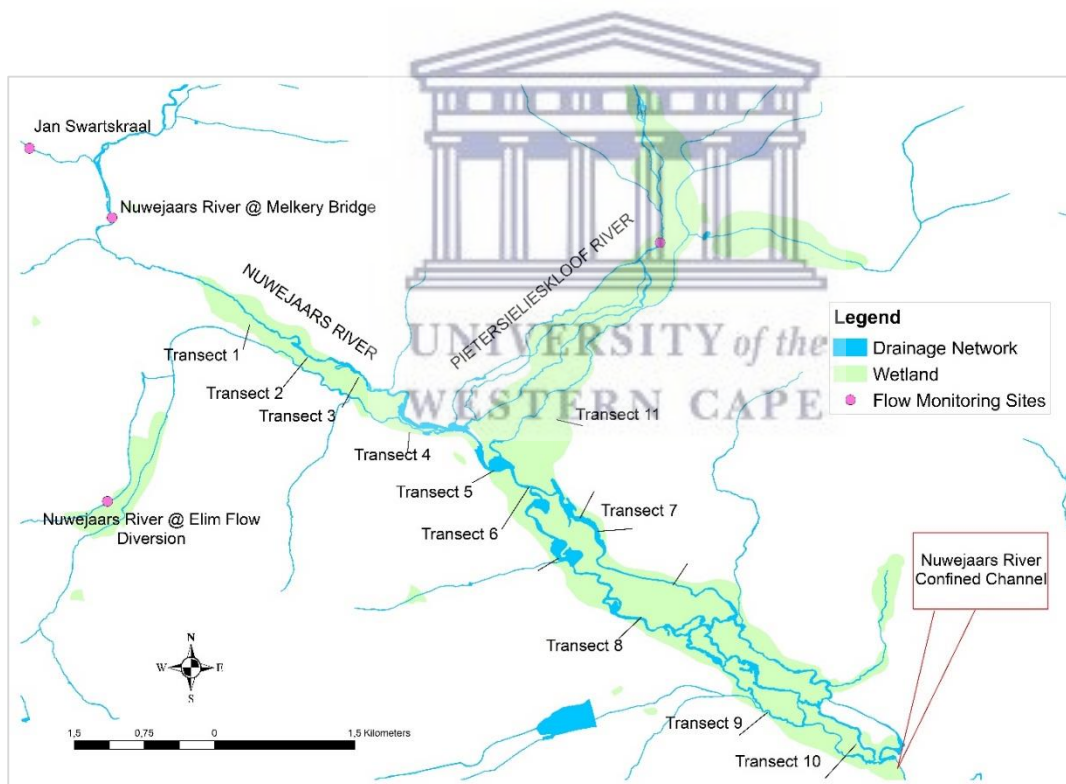 Jan Swartskraal
Nuwejaars River @ Melkery Bridge
NUWEJAARS RIVER
PIETERSIELIESKLOOF RIVER
UNIVERSITY of the
WESTERN CAPE
Legend
Drainage Network
Wetland
Flow Monitoring Sites
Transect 1
Transect 2
Transect 3
Transect 4
Transect 11
Transect 5
Transect 6
Transect 7
Nuwejaars River @ Elim Flow
Diversion
Nuwejaars River
Confined Channel
Transect 8
Transect 9
Transect 10
N
W E
S
1,5 0,75 0 1,5 Kilometers